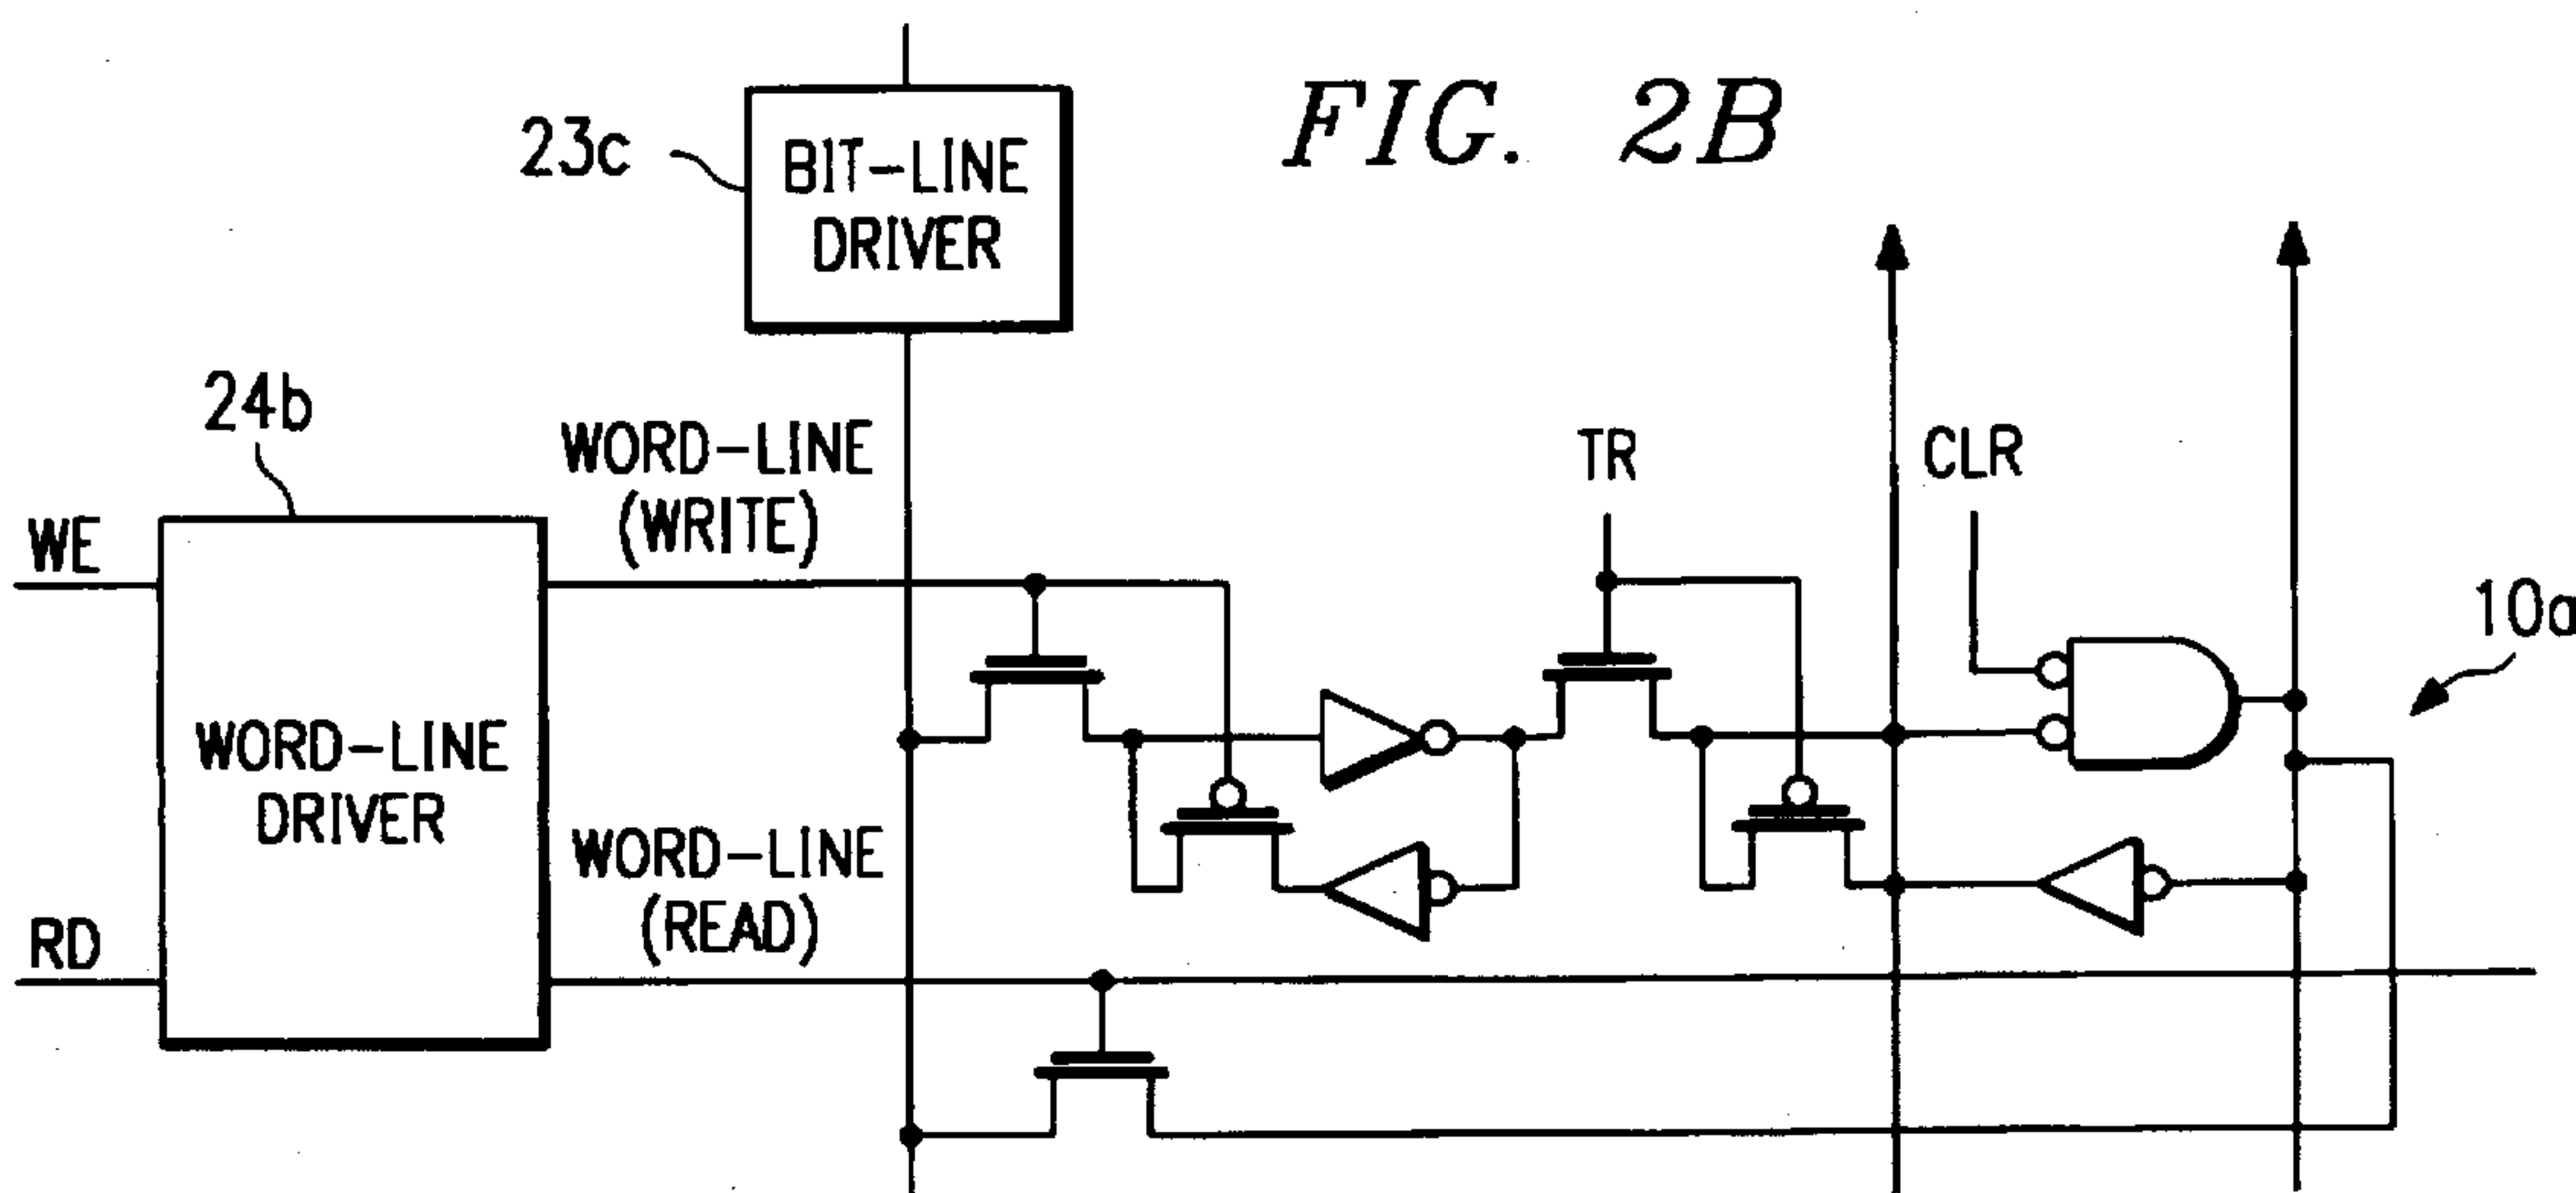 FIG. 2B
23c
BIT-LINE
DRIVER
24b
WORD-LINE
(WRITE)
TR
CLR
WE
10a
WORD-LINE
DRIVER
WORD-LINE
(READ)
RD